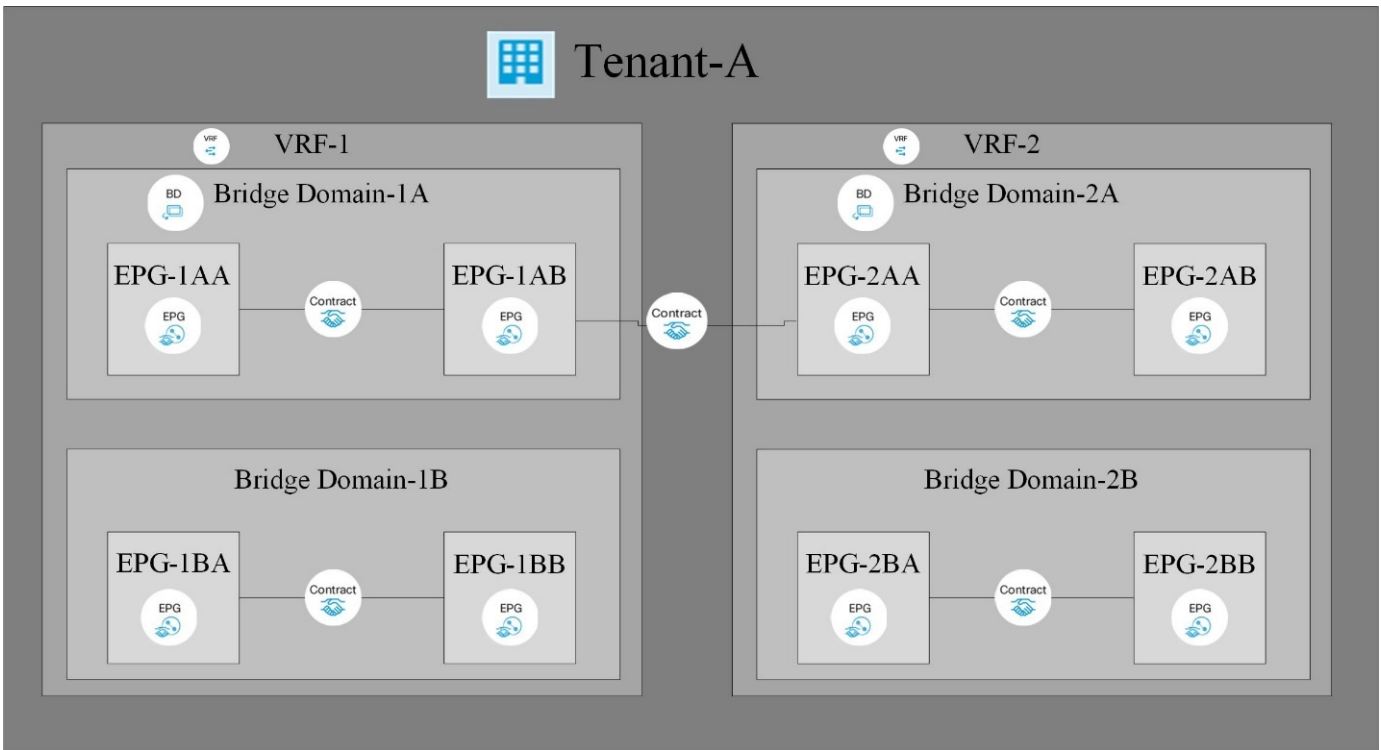 Tenant-A
VRF
VRF-1
VRF
VRF-2
BD
Bridge Domain-1A
BD
Bridge Domain-2A
EPG-1AA
EPG
Contract
EPG-1AB
EPG
Contract
EPG-2AA
EPG
Contract
EPG-2AB
EPG
Bridge Domain-1B
Bridge Domain-2B
EPG-1BA
EPG
Contract
EPG-1BB
EPG
EPG-2BA
EPG
Contract
EPG-2BB
EPG